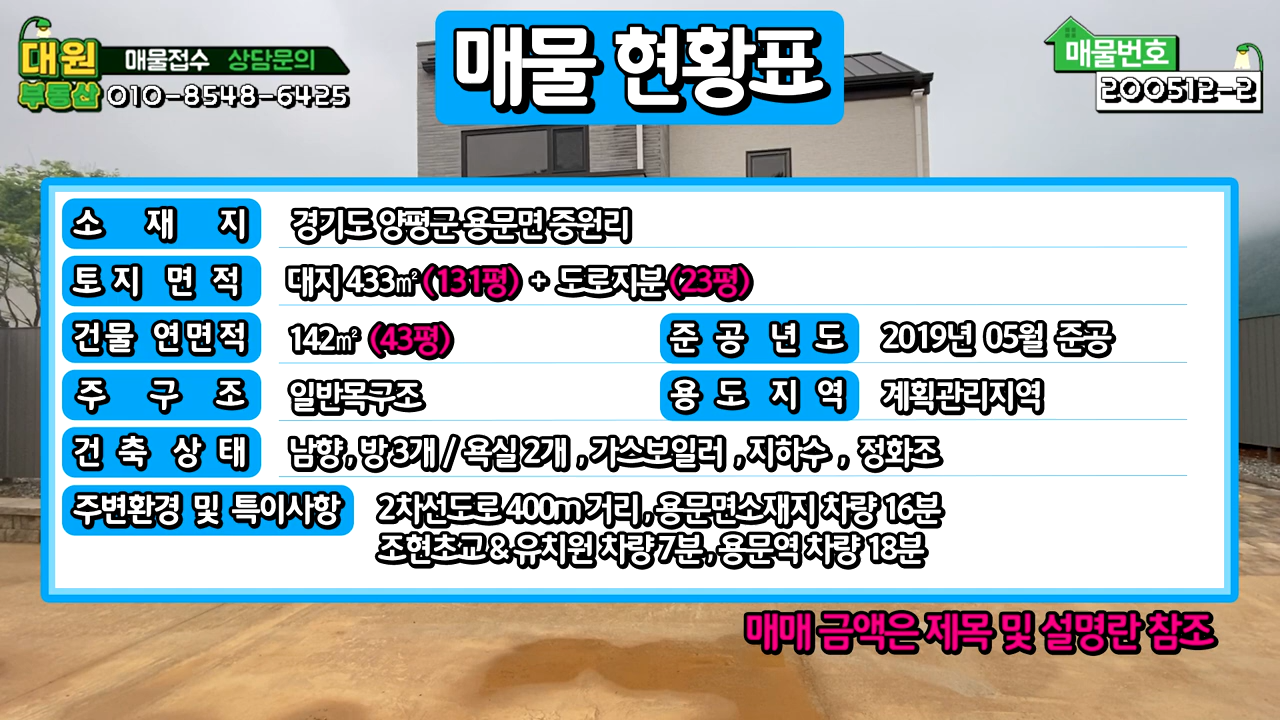 대원 매물접수 상담문의
부동산 010-8548-6425
매물 현황표
매물번호
200512-2
소 재 지 경기도 양평군 용문면 중원리
토 지 면 적 대지 433㎡ (131평) + 도로지분 (23평)
건물 연면적 142㎡ (43평) 준 공 년 도 2019년 05월 준공
주 구 조 일반목구조 용 도 지 역 계획관리지역
건 축 상 태 남향 , 방 3개 / 욕실 2개 , 가스보일러 , 지하수 , 정화조
주변환경 및 특이사항 2차선도로 400m 거리 , 용문면소재지 차량 16분
조현초교 & 유치원 차량 7분 , 용문역 차량 18분
매매 금액은 제목 및 설명란 참조